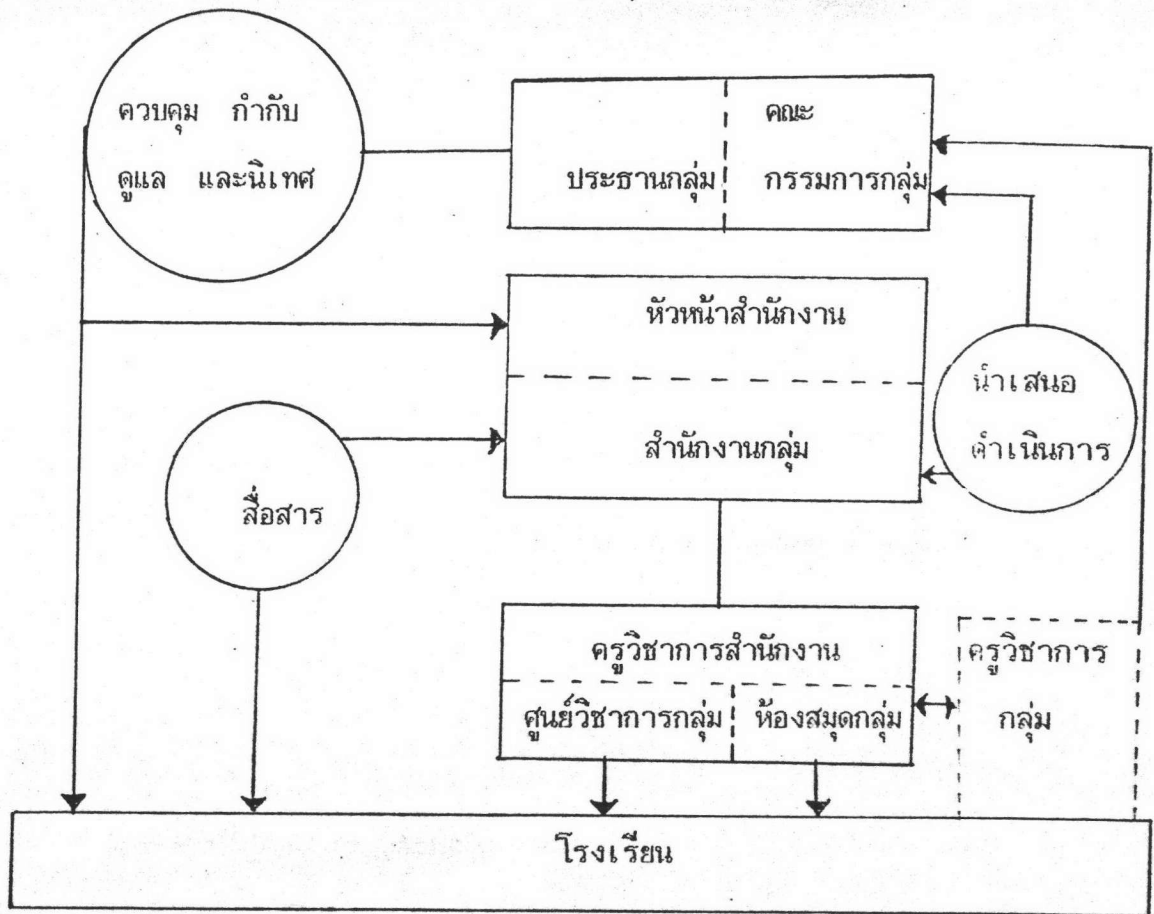 ควบคุม กำกับ
ดูแล และนิเทศ
คณะ
ประธานกลุ่ม กรรมการกลุ่ม
หัวหน้าสำนักงาน
สำนักงานกลุ่ม
นำเสนอ
ดำเนินการ
สื่อสาร
ครูวิชาการสำนักงาน
ศูนย์วิชาการกลุ่ม ห้องสมุดกลุ่ม
ครูวิชาการ
กลุ่ม
โรงเรียน